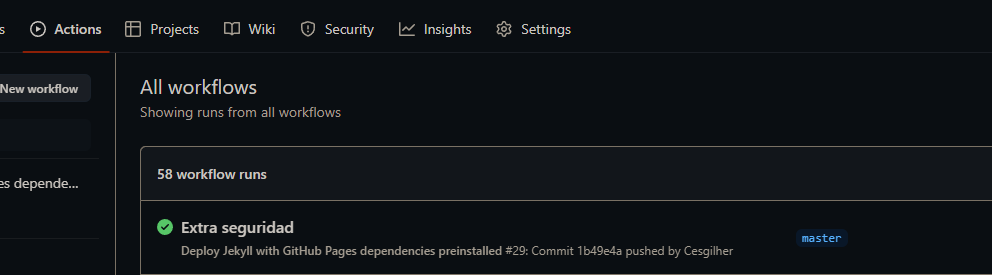 s Actions Projects Wiki Security Insights Settings
New workflow
All workflows
Showing runs from all workflows
es depende...
58 workflow runs
Extra seguridad
master
Deploy Jekyll with GitHub Pages dependencies preinstalled #29: Commit 1b49e4a pushed by Cesgilher